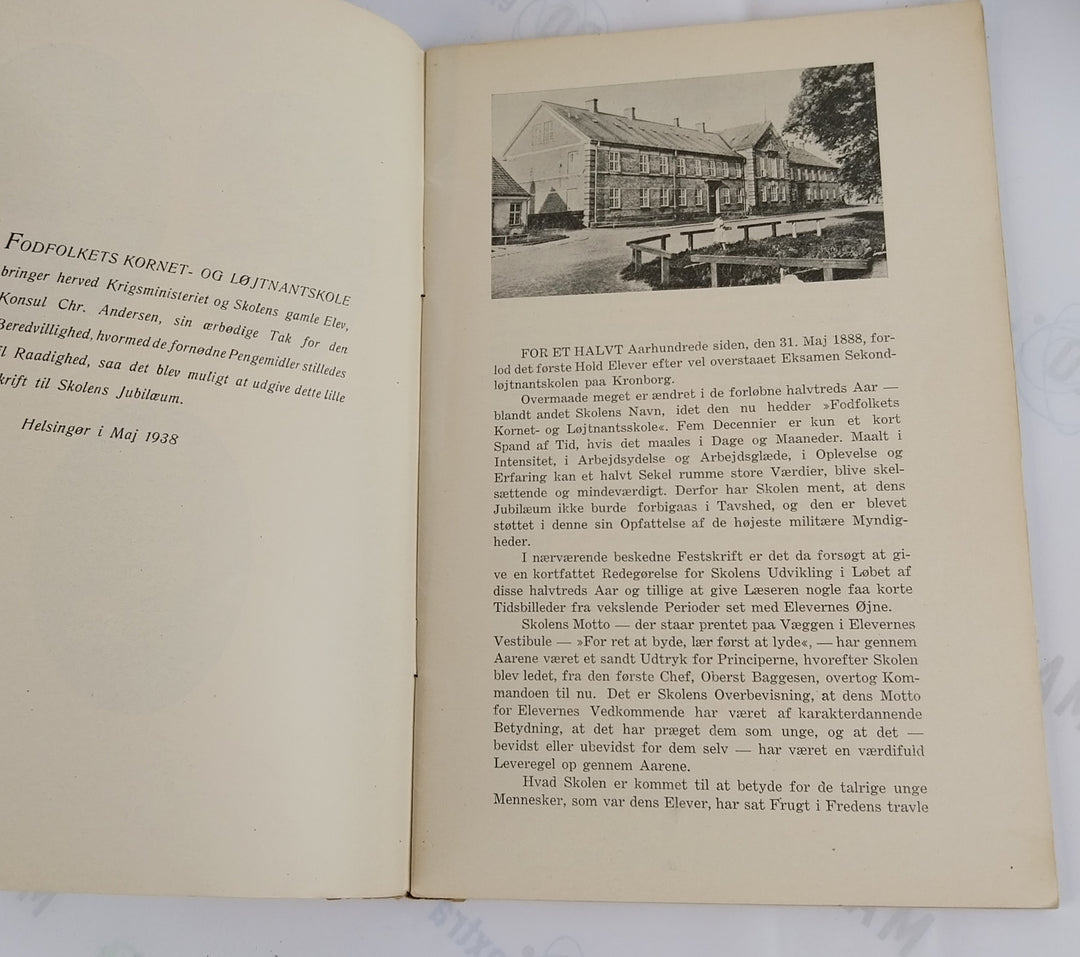 FODFOLKETS KORNET- OG LØJTNANTSKOLE
bringer herved Krigsministeriet og Skolens gamle Elev,
Konsul Chr. Andersen, sin ærbødige Tak for den
Beredvillighed, hvormed de fornødne Pengemidler stilledes
Raadighed, saa det blev muligt at udgive dette lille
til Skolens Jubilæum.
Helsingør i Maj 1938
FOR ET HALVT Aarhundrede siden, den 31. Maj 1888, for-
lod det første Hold Elever efter vel overstaaet Eksamen Sekond-
løjtnantskolen paa Kronborg.
Overmaade meget er ændret i de forløbne halvtreds Aar —
blandt andet Skolens Navn, idet den nu hedder »Fodfolkets
Kornet- og Løjtnantsskole«. Fem Decennier er kun et kort
Spand af Tid, hvis det maales i Dage og Maaneder. Maalt i
Intensitet, i Arbejdsydelse og Arbejdsglæde, i Oplevelse og
Erfaring kan et halvt Sekel rumme store Værdier, blive skel-
sættende og mindeværdigt. Derfor har Skolen ment, at dens
Jubilæum ikke burde forbigaas i Tavshed, og den er blevet
støttet i denne sin Opfattelse af de højeste militære Myndig-
heder.
I nærværende beskedne Festskrift er det da forsøgt at gi-
ve en kortfattet Redegørelse for Skolens Udvikling i Løbet af
disse halvtreds Aar og tillige at give Læseren nogle faa korte
Tidsbilleder fra vekslende Perioder set med Elevernes Øjne.
Skolens Motto — der staar prentet paa Væggen i Elevernes
Vestibule — »For ret at byde, lær først at lyde«, — har gennem
Aarene været et sandt Udtryk for Principerne, hvorefter Skolen
blev ledet, fra den første Chef, Oberst Baggesen, overtog Kom-
mandoen til nu. Det er Skolens Overbevisning, at dens Motto
for Elevernes Vedkommende har været af karakterdannende
Betydning, at det har præget dem som unge, og at det —
bevidst eller ubevidst for dem selv — har været en værdifuld
Leveregel op gennem Aarene.
Hvad Skolen er kommet til at betyde for de talrige unge
Mennesker, som var dens Elever, har sat Frugt i Fredens travle
extra